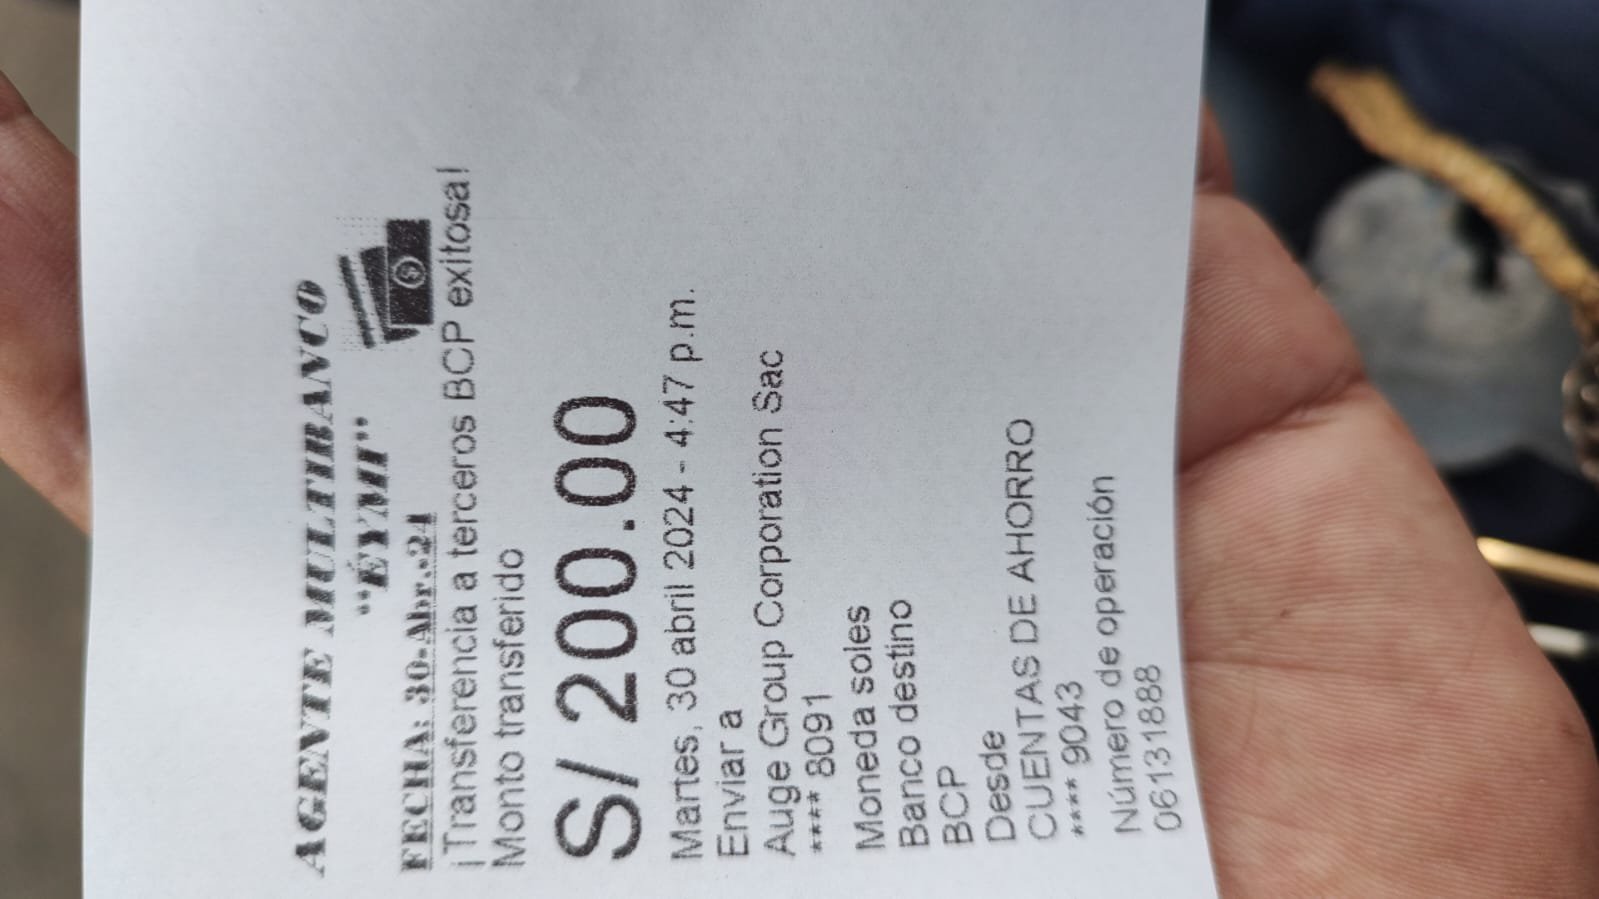 AGENTE MULTIBANCO
"ÉYMI"
FECHA: 30-Abr.-24
¡Transferencia a terceros BCP exitosa!
Monto transferido
S/ 200.00
Martes, 30 abril 2024 - 4:47 p.m.
Enviar a
Auge Group Corporation Sac
**** 8091
Moneda soles
Banco destino
BCP
Desde
CUENTAS DE AHORRO
**** 9043
Número de operación
06131888